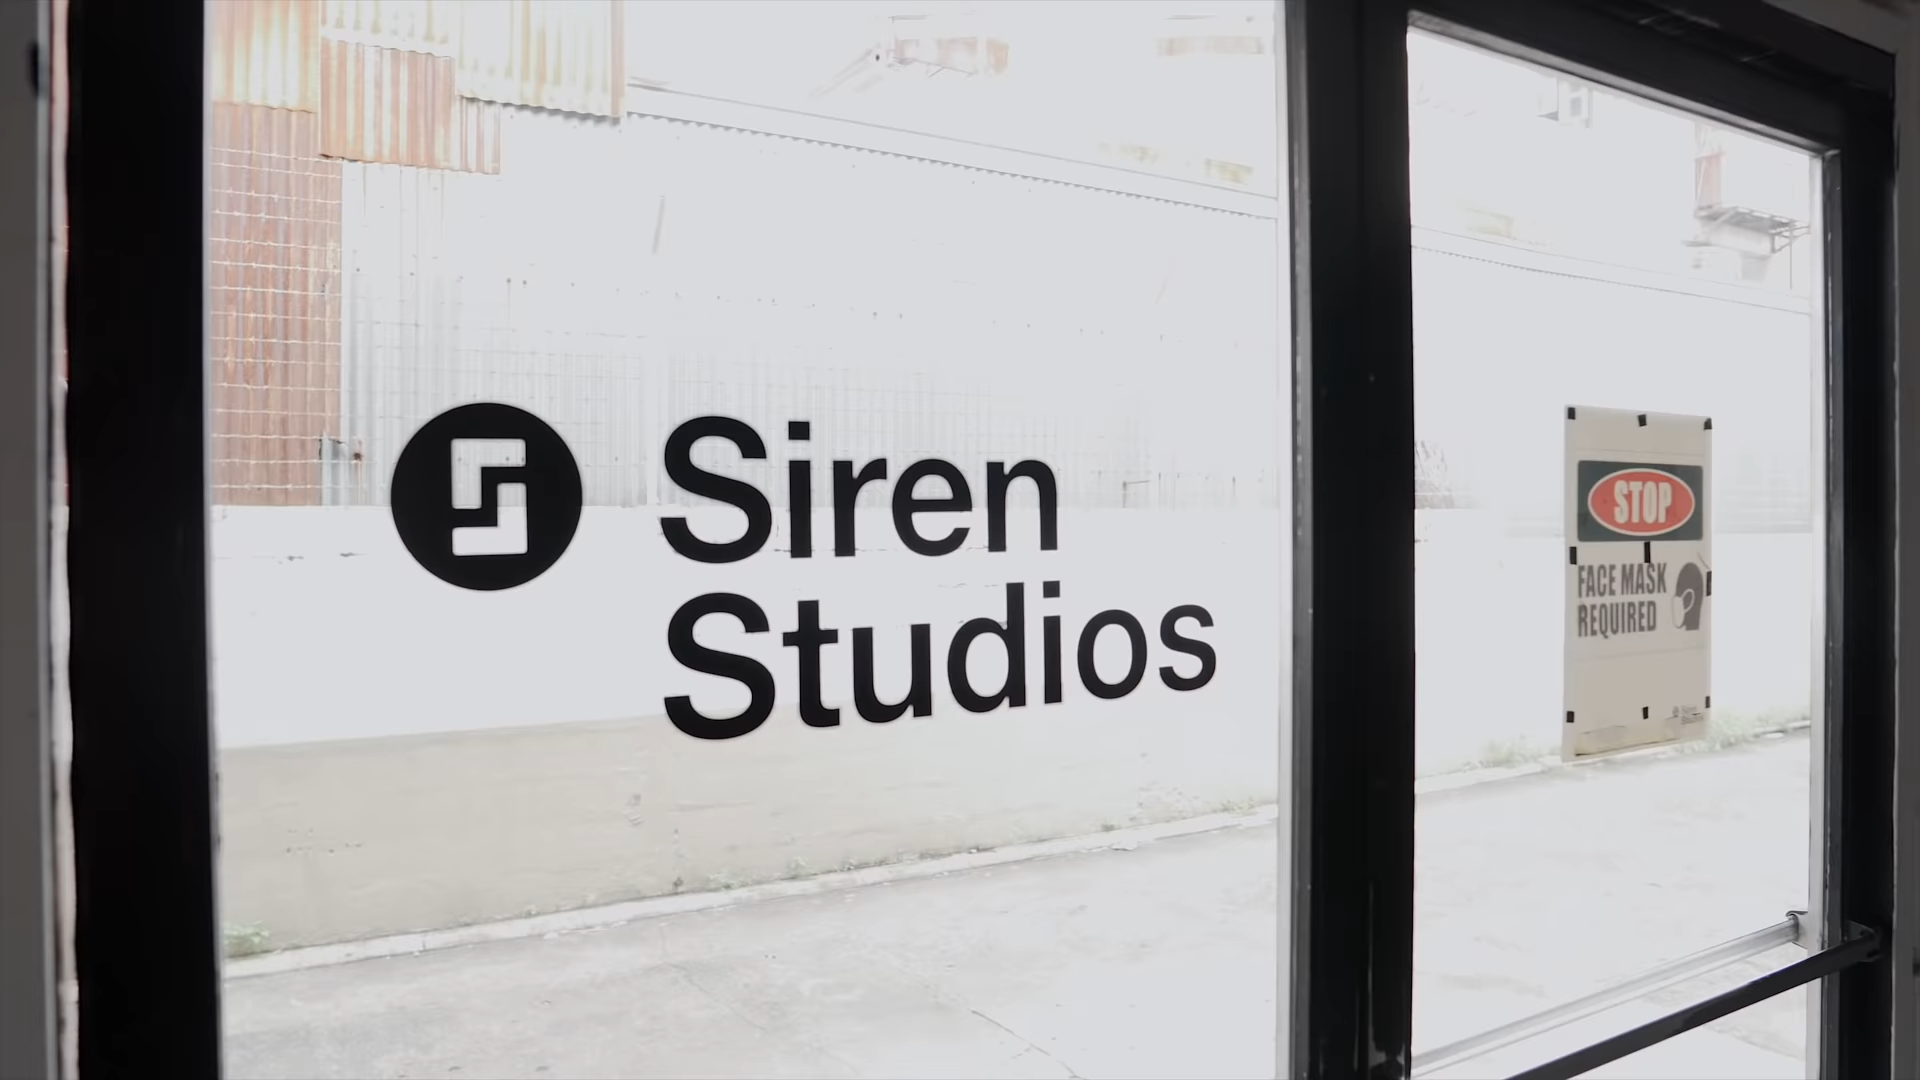 Siren
Studios
STOP
FACE MASK
REQUIRED